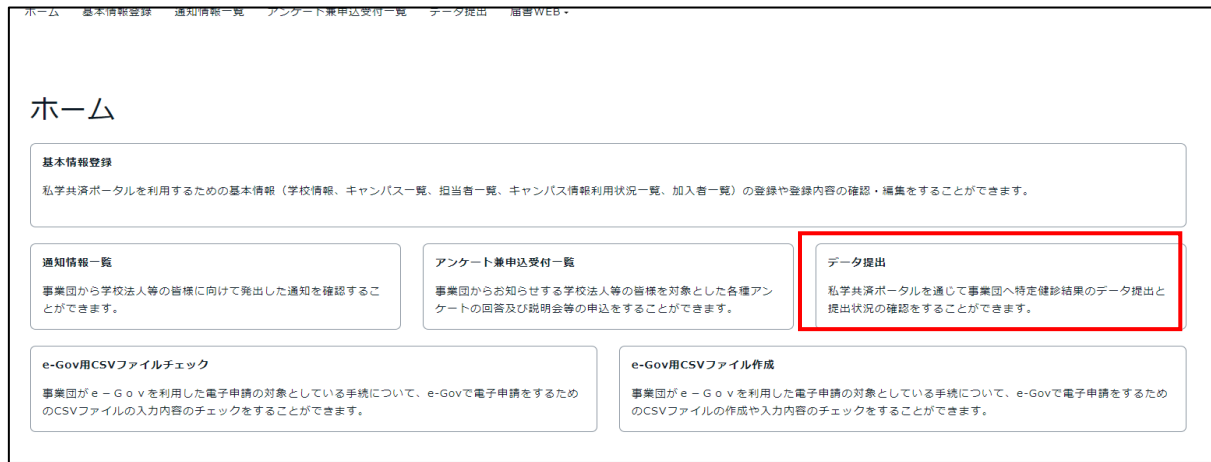 ホーム 基本情報登録 通知情報一覧 アンケート兼申込受付一覧 データ提出 届書WEB
ホーム
基本情報登録
私学共済ポータルを利用するための基本情報（学校情報、キャンパス一覧、担当者一覧、キャンパス情報利用状況一覧、加入者一覧）の登録や登録内容の確認・編集をすることができます。
通知情報一覧
事業団から学校法人等の皆様に向けて発出した通知を確認するこ
とができます。
アンケート兼申込受付一覧
事業団からお知らせする学校法人等の皆様を対象とした各種アン
ケートの回答及び説明会等の申込をすることができます。
データ提出
私学共済ポータルを通じて事業団へ特定健診結果のデータ提出と
提出状況の確認をすることができます。
e-Gov用CSVファイルチェック
事業団がｅ－Ｇｏｖを利用した電子申請の対象としている手続について、e-Govで電子申請をするため
のCSVファイルの入力内容のチェックをすることができます。
e-Gov用CSVファイル作成
事業団がｅ－Ｇｏｖを利用した電子申請の対象としている手続について、e-Govで電子申請をするため
のCSVファイルの作成や入力内容のチェックをすることができます。